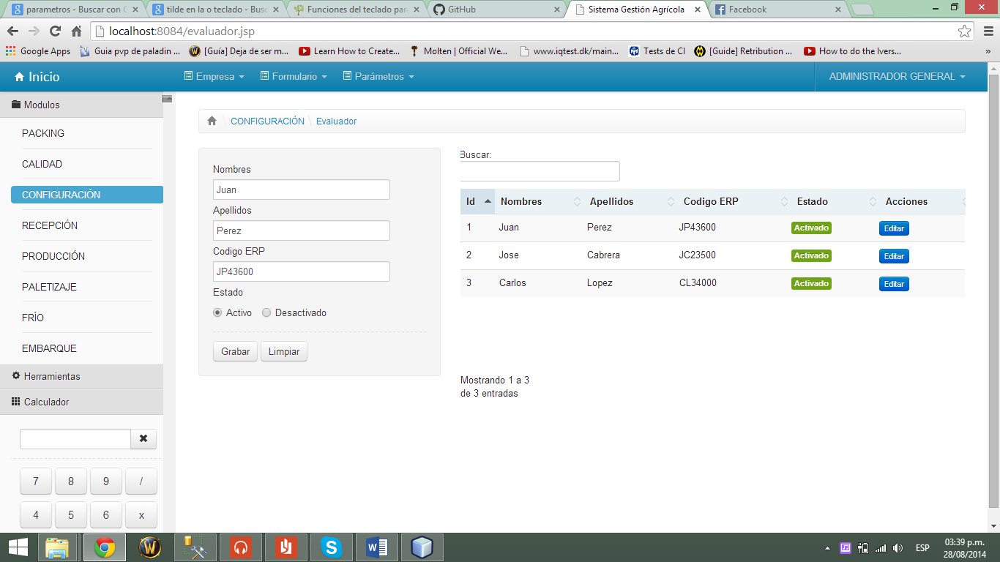 parametros - Buscar con G
tilde en la o teclado - Bus
Funciones del teclado par
GitHub
Sistema Gestión Agrícola
Facebook
localhost:8084/evaluador.jsp
Google Apps
Guia pvp de paladin ...
[Guía] Deja de ser m...
Learn How to Create...
Molten | Official We...
www.iqtest.dk/main...
Tests de CI
[Guide] Retribution ...
How to do the Ivers...
»
Inicio
Empresa
Formulario
Parámetros
ADMINISTRADOR GENERAL
Modulos
PACKING
CALIDAD
CONFIGURACIÓN
RECEPCIÓN
PRODUCCIÓN
PALETIZAJE
FRÍO
EMBARQUE
Herramientas
Calculador
7 8 9 /
4 5 6 x
CONFIGURACIÓN \ Evaluador
Nombres
Juan
Apellidos
Perez
Codigo ERP
JP43600
Estado
Activo Desactivado
Grabar Limpiar
Buscar:
Id Nombres Apellidos Codigo ERP Estado Acciones
1 Juan Perez JP43600 Activado Editar
2 Jose Cabrera JC23500 Activado Editar
3 Carlos Lopez CL34000 Activado Editar
Mostrando 1 a 3
de 3 entradas
ESP
03:39 p.m.
28/08/2014